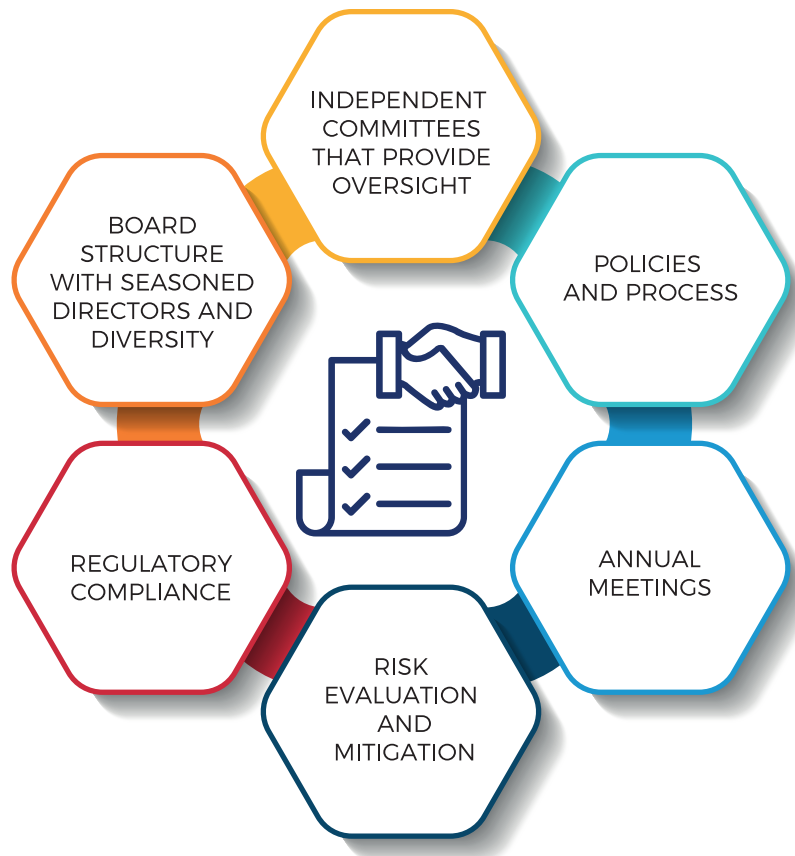 INDEPENDENT
COMMITTEES
THAT PROVIDE
OVERSIGHT
POLICIES
AND PROCESS
ANNUAL
MEETINGS
RISK
EVALUATION
AND
MITIGATION
REGULATORY
COMPLIANCE
BOARD
STRUCTURE
WITH SEASONED
DIRECTORS AND
DIVERSITY